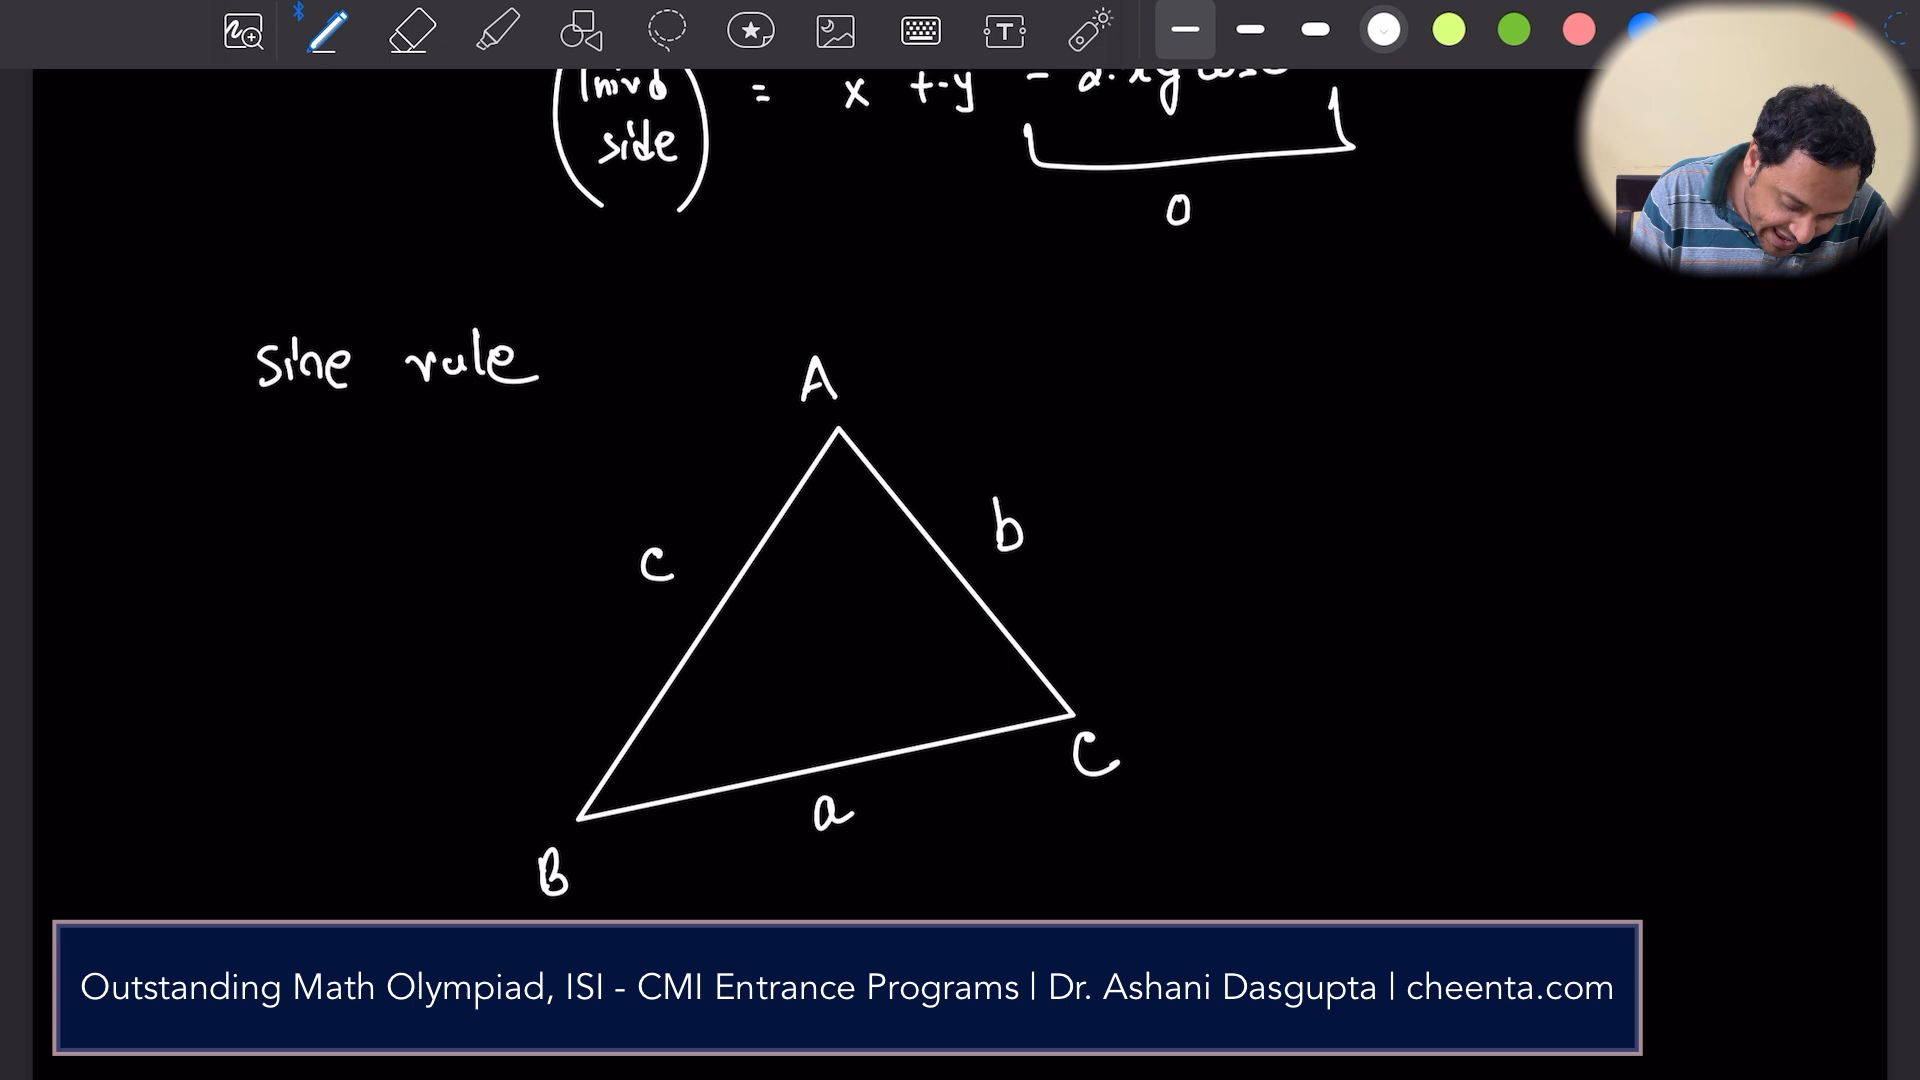 side
= x + y -
0
sine rule
A
b
c
C
a
B
Outstanding Math Olympiad, ISI - CMI Entrance Programs | Dr. Ashani Dasgupta | cheenta.com